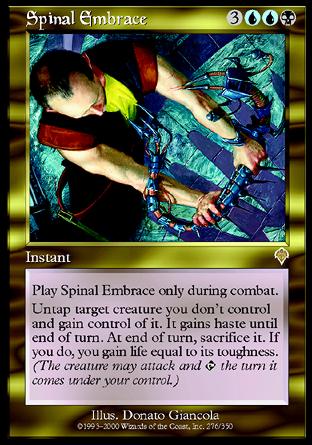 Spinal Embrace 3
Instant
Play Spinal Embrace only during combat.
Untap target creature you don't control
and gain control of it. It gains haste until
end of turn. At end of turn, sacrifice it. If
you do, you gain life equal to its toughness.
(The creature may attack and the turn it
comes under your control.)
Illus. Donato Giancola
©1993-2000 Wizards of the Coast, Inc. 276/350